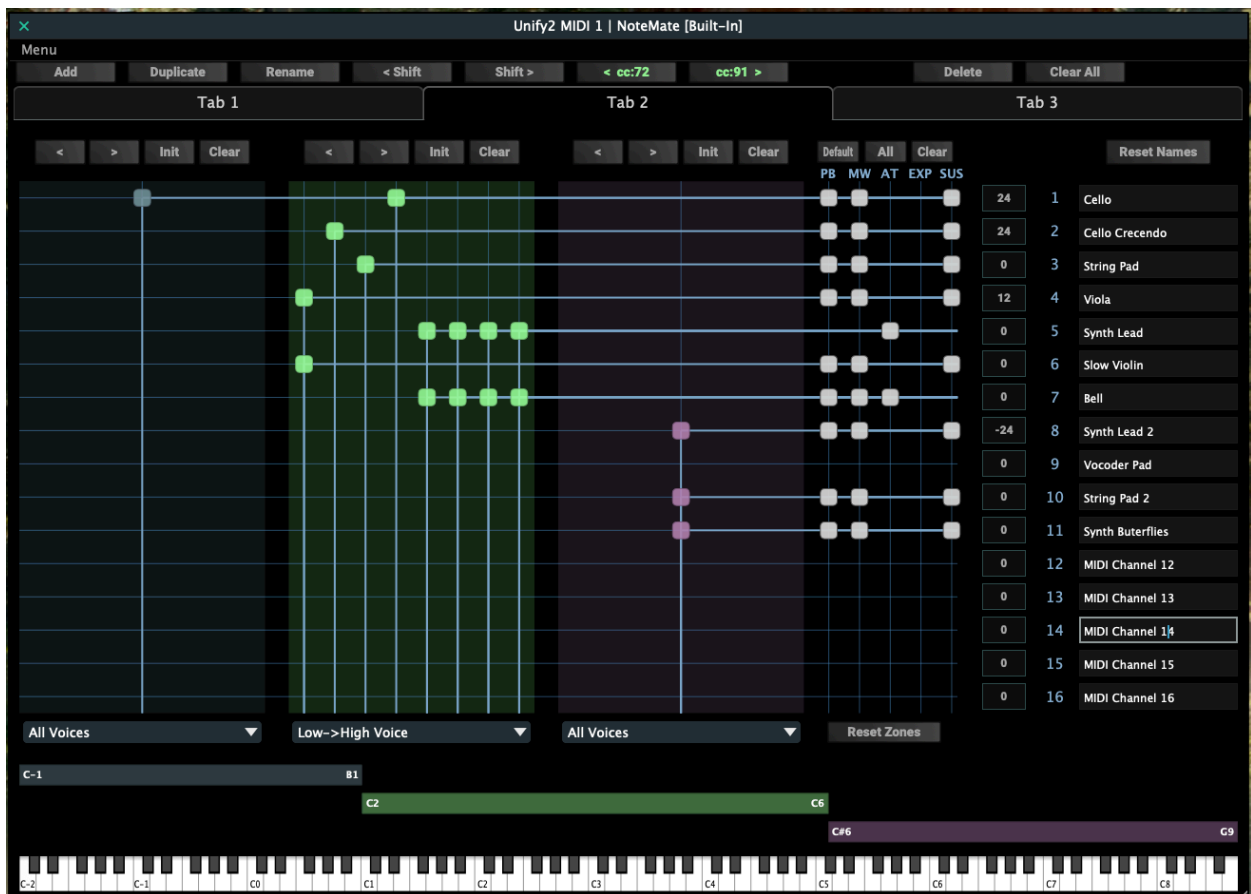 Unify2 MIDI 1 | NoteMate [Built-In]
Menu
Add Duplicate Rename < Shift Shift > < cc:72 cc:91 > Delete Clear All
Tab 1 Tab 2 Tab 3
< > Init Clear < > Init Clear < > Init Clear Default All Clear Reset Names
PB MW AT EXP SUS
24 1 Cello
24 2 Cello Crecendo
0 3 String Pad
12 4 Viola
0 5 Synth Lead
0 6 Slow Violin
0 7 Bell
-24 8 Synth Lead 2
0 9 Vocoder Pad
0 10 String Pad 2
0 11 Synth Buterflies
0 12 MIDI Channel 12
0 13 MIDI Channel 13
0 14 MIDI Channel 14
0 15 MIDI Channel 15
0 16 MIDI Channel 16
All Voices Low->High Voice All Voices Reset Zones
C-1 B1
C2 C6
C#6 G9
C-2 C-1 C0 C1 C2 C3 C4 C5 C6 C7 C8